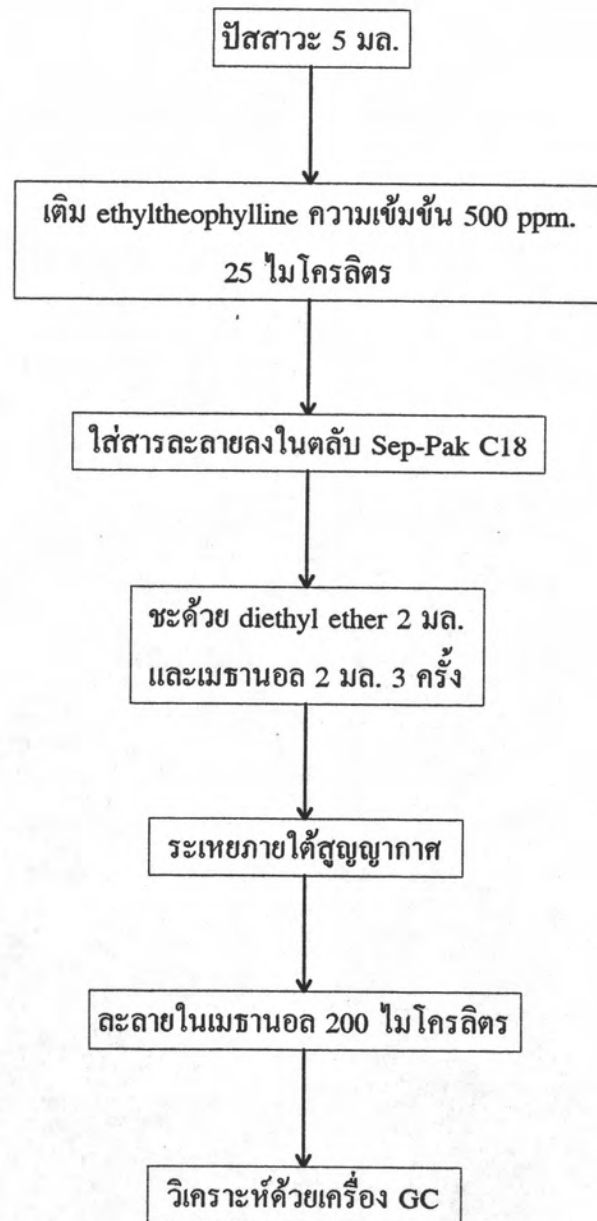 ปัสสาวะ 5 มล.
เติม ethyltheophylline ความเข้มข้น 500 ppm.
25 ไมโครลิตร
ใส่สารละลายลงในตลับ Sep-Pak C18
ชะด้วย diethyl ether 2 มล.
และเมธานอล 2 มล. 3 ครั้ง
ระเหยภายใต้สูญญากาศ
ละลายในเมธานอล 200 ไมโครลิตร
วิเคราะห์ด้วยเครื่อง GC